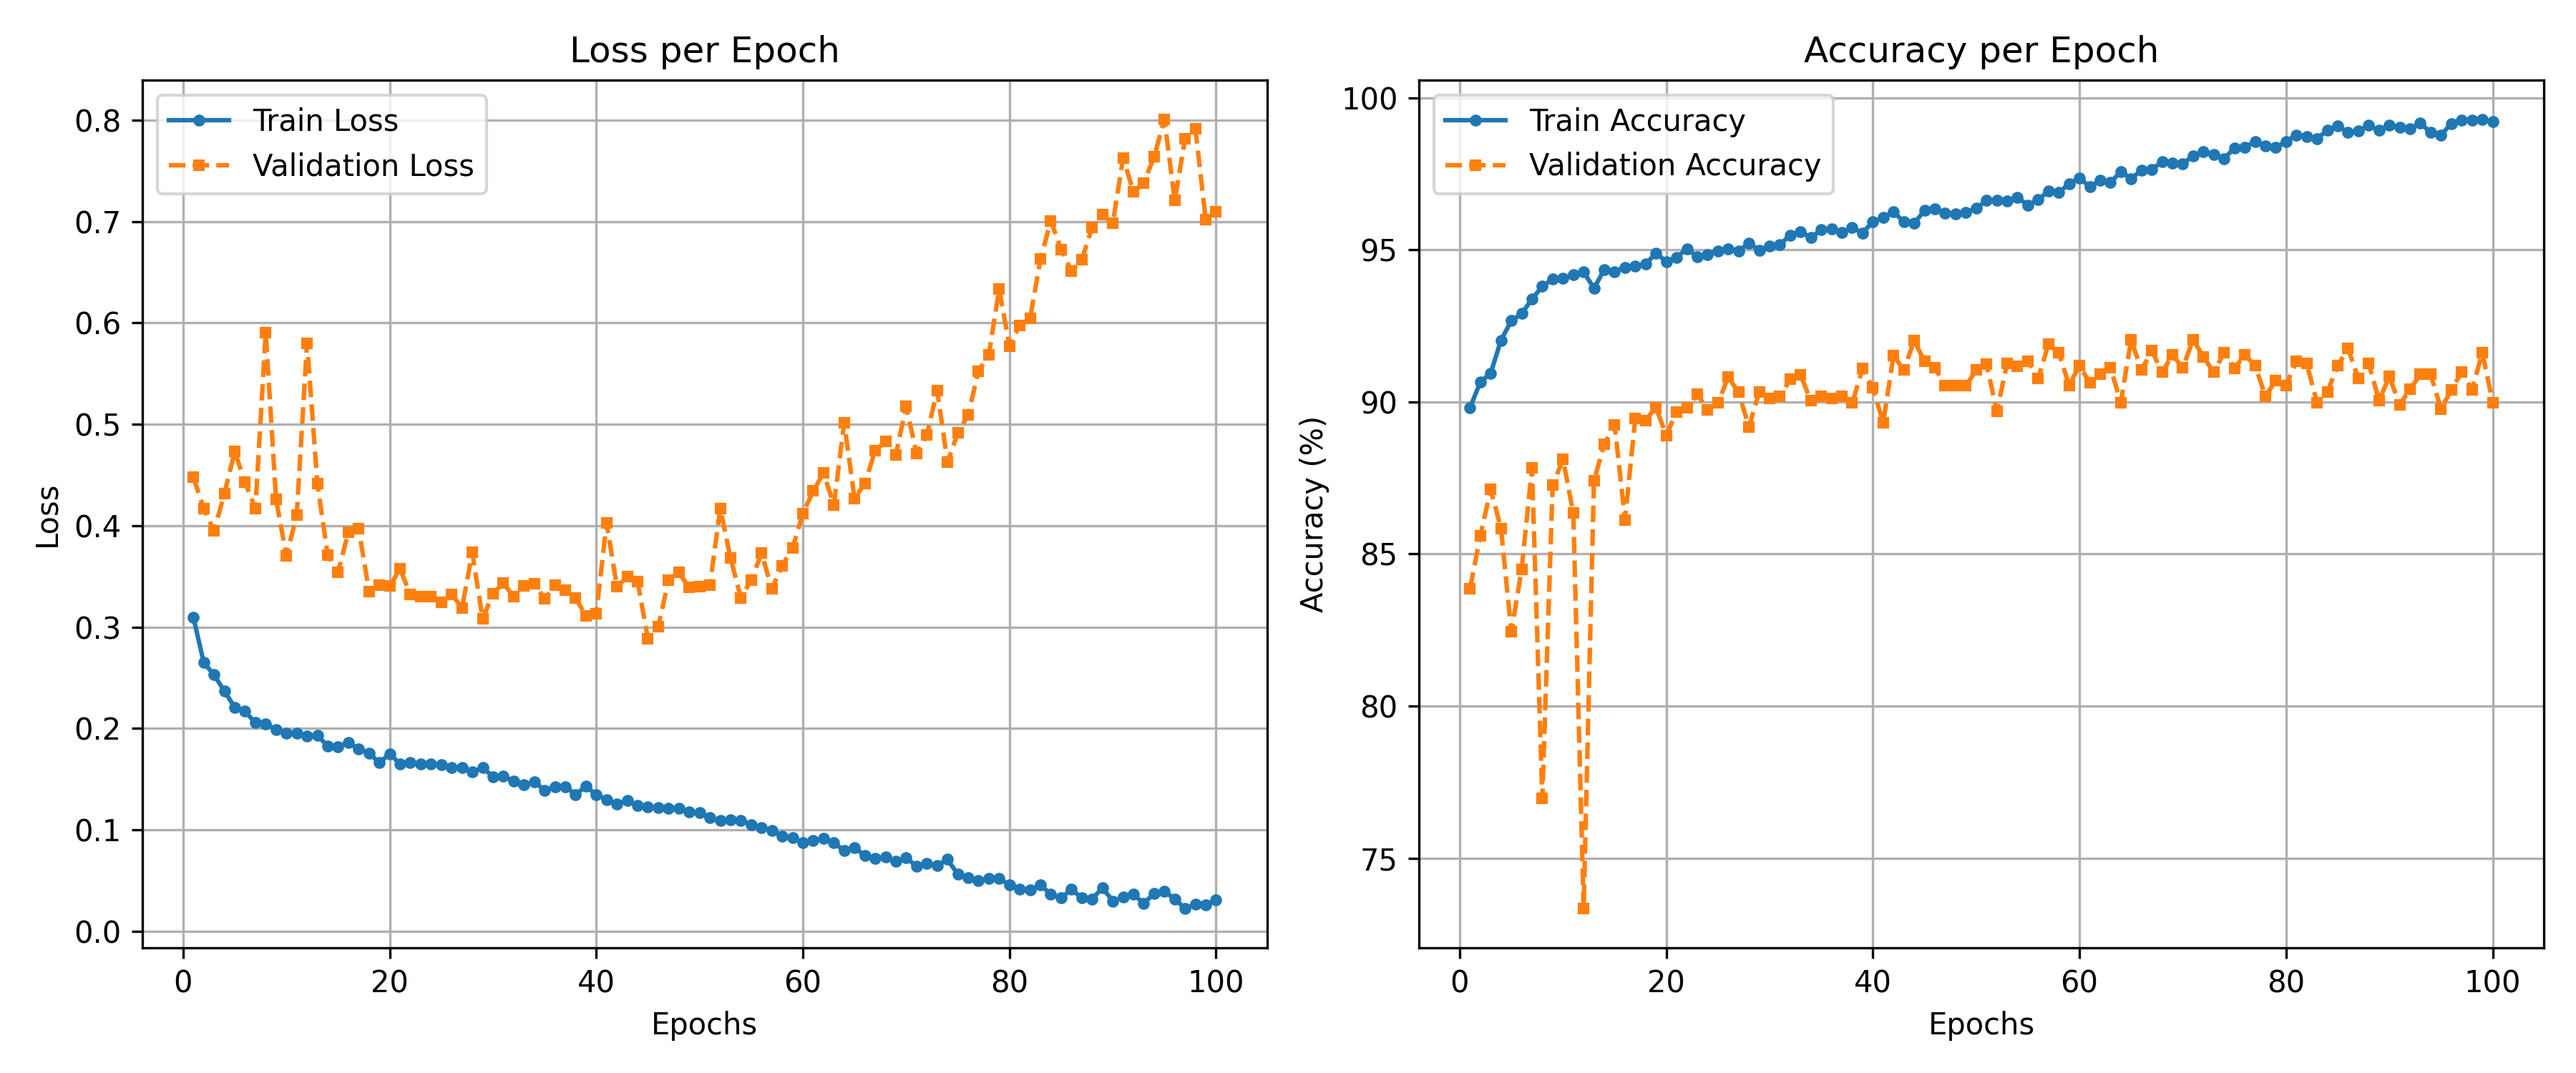 Loss per Epoch
Train Loss
Validation Loss
0.8
0.7
0.6
0.5
0.4
0.3
0.2
0.1
0.0
Loss
0 20 40 60 80 100
Epochs
Accuracy per Epoch
Train Accuracy
Validation Accuracy
100
95
90
85
80
75
Accuracy (%)
0 20 40 60 80 100
Epochs